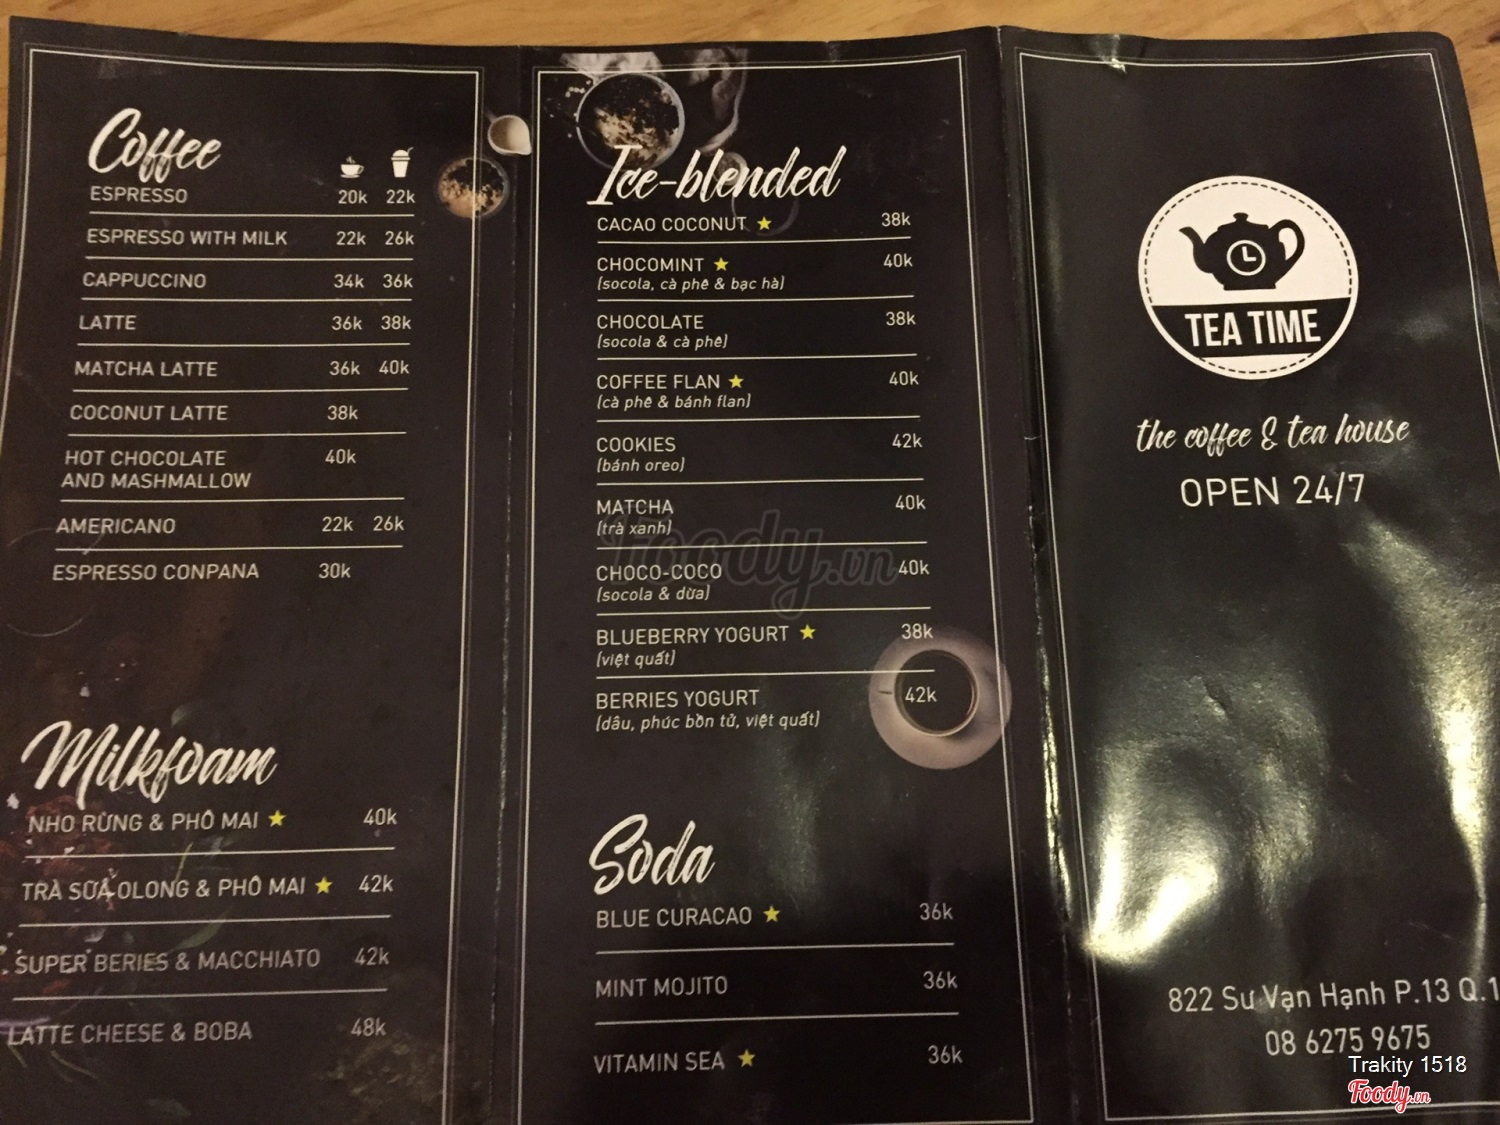 Coffee
ESPRESSO 20k 22k
ESPRESSO WITH MILK 22k 26k
CAPPUCCINO 34k 36k
LATTE 36k 38k
MATCHA LATTE 36k 40k
COCONUT LATTE 38k
HOT CHOCOLATE 40k
AND MASHMALLOW
AMERICANO 22k 26k
ESPRESSO CONPANA 30k
Milkfoam
NHO RỪNG & PHÔ MAI ★ 40k
TRÀ SỮA OLONG & PHÔ MAI ★ 42k
SUPER BERIES & MACCHIATO 42k
LATTE CHEESE & BOBA 48k
Ice-blended
CACAO COCONUT ★ 38k
CHOCOMINT ★ 40k
(socola, cà phê & bạc hà)
CHOCOLATE 38k
(socola & cà phê)
COFFEE FLAN ★ 40k
(cà phê & bánh flan)
COOKIES 42k
(bánh oreo)
MATCHA 40k
(trà xanh)
CHOCO-COCO 40k
(socola & dừa)
BLUEBERRY YOGURT ★ 38k
(việt quất)
BERRIES YOGURT 42k
(dâu, phúc bồn tử, việt quất)
Soda
BLUE CURACAO ★ 36k
MINT MOJITO 36k
VITAMIN SEA ★ 36k
TEA TIME
the coffee & tea house
OPEN 24/7
822 Sư Vạn Hạnh P.13 Q.1
08 6275 9675
Trakity 1518
Foody.vn
Foody.vn